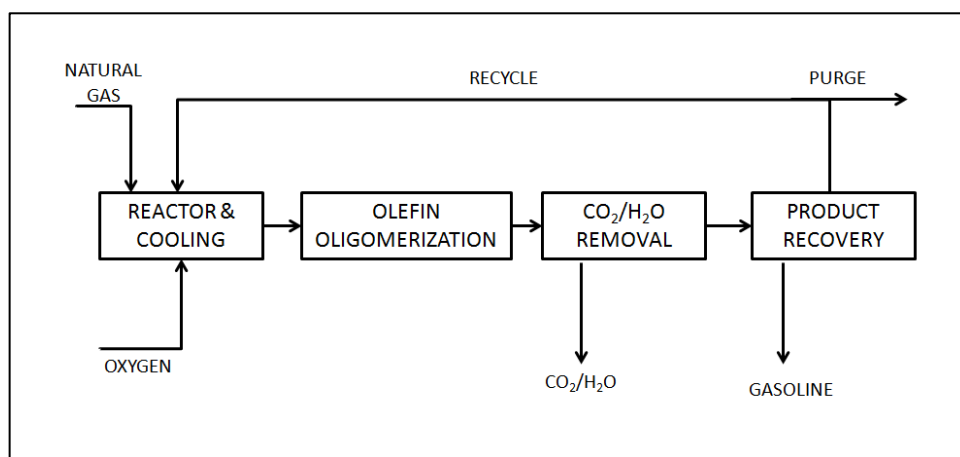 NATURAL
GAS
RECYCLE
PURGE
REACTOR &
COOLING
OLEFIN
OLIGOMERIZATION
CO₂/H₂O
REMOVAL
PRODUCT
RECOVERY
OXYGEN
CO₂/H₂O
GASOLINE